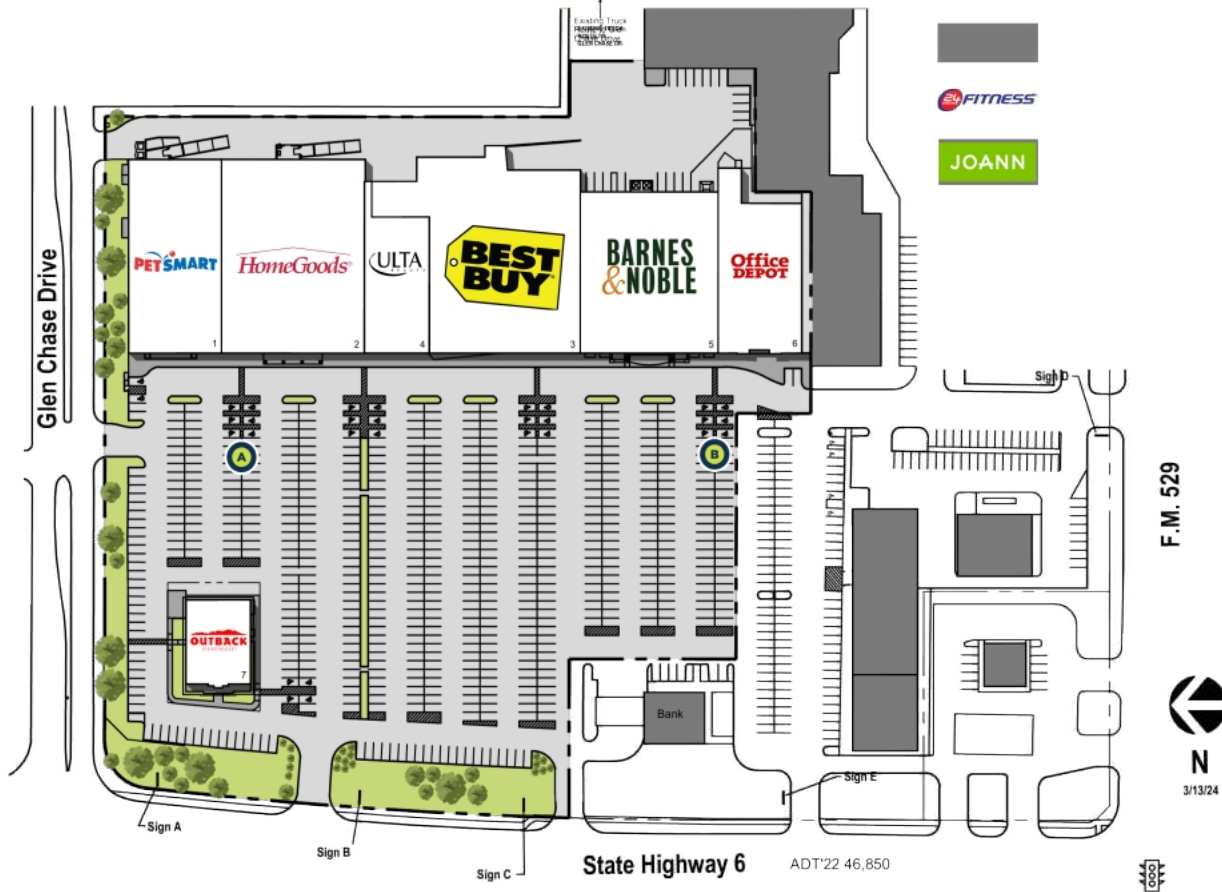 Existing Truck
24 FITNESS
JOANN
PETSMART
HomeGoods
ULTA
BEAUTY
BEST
BUY
BARNES
&NOBLE
Office
DEPOT
1
2
4
3
5
6
Glen Chase Drive
Sign D
A
B
F.M. 529
OUTBACK
STEAKHOUSE
7
Bank
N
3/13/24
Sign E
Sign A
Sign B
Sign C
State Highway 6
ADT'22 46,850